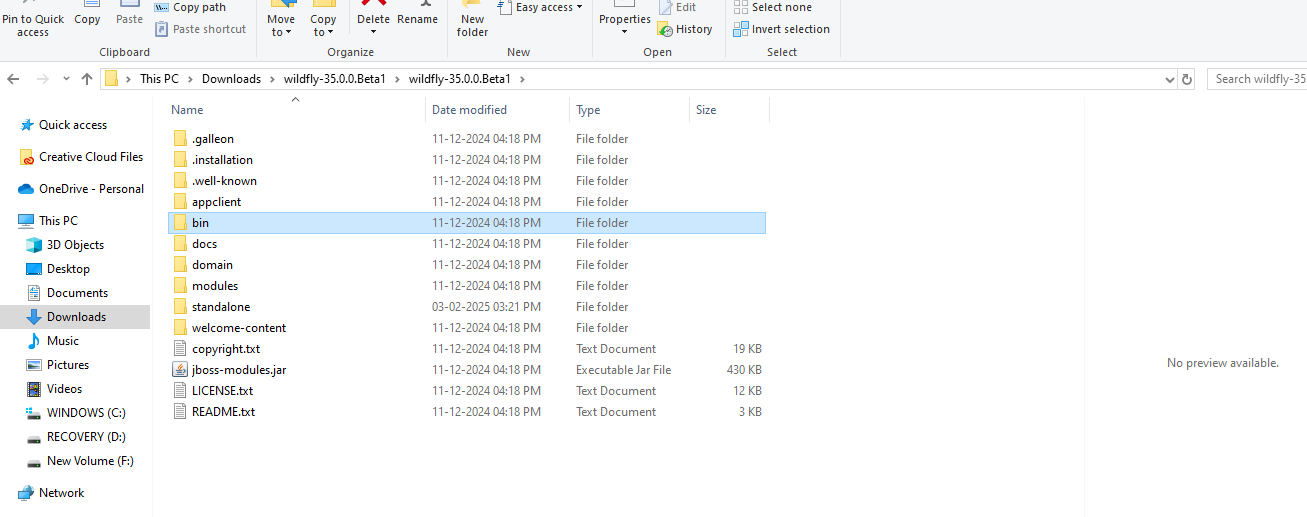 Pin to Quick access
Copy
Paste
Copy path
Paste shortcut
Clipboard
Move to
Copy to
Delete
Rename
Organize
New folder
Easy access
New
Properties
Edit
History
Open
Select none
Invert selection
Select
This PC > Downloads > wildfly-35.0.0.Beta1 > wildfly-35.0.0.Beta1 >
Search wildfly-35
Name Date modified Type Size
Quick access
Creative Cloud Files
OneDrive - Personal
This PC
3D Objects
Desktop
Documents
Downloads
Music
Pictures
Videos
WINDOWS (C:)
RECOVERY (D:)
New Volume (F:)
Network
.galleon 11-12-2024 04:18 PM File folder
.installation 11-12-2024 04:18 PM File folder
.well-known 11-12-2024 04:18 PM File folder
appclient 11-12-2024 04:18 PM File folder
bin 11-12-2024 04:18 PM File folder
docs 11-12-2024 04:18 PM File folder
domain 11-12-2024 04:18 PM File folder
modules 11-12-2024 04:18 PM File folder
standalone 03-02-2025 03:21 PM File folder
welcome-content 11-12-2024 04:18 PM File folder
copyright.txt 11-12-2024 04:18 PM Text Document 19 KB
jboss-modules.jar 11-12-2024 04:18 PM Executable Jar File 430 KB
LICENSE.txt 11-12-2024 04:18 PM Text Document 12 KB
README.txt 11-12-2024 04:18 PM Text Document 3 KB
No preview available.